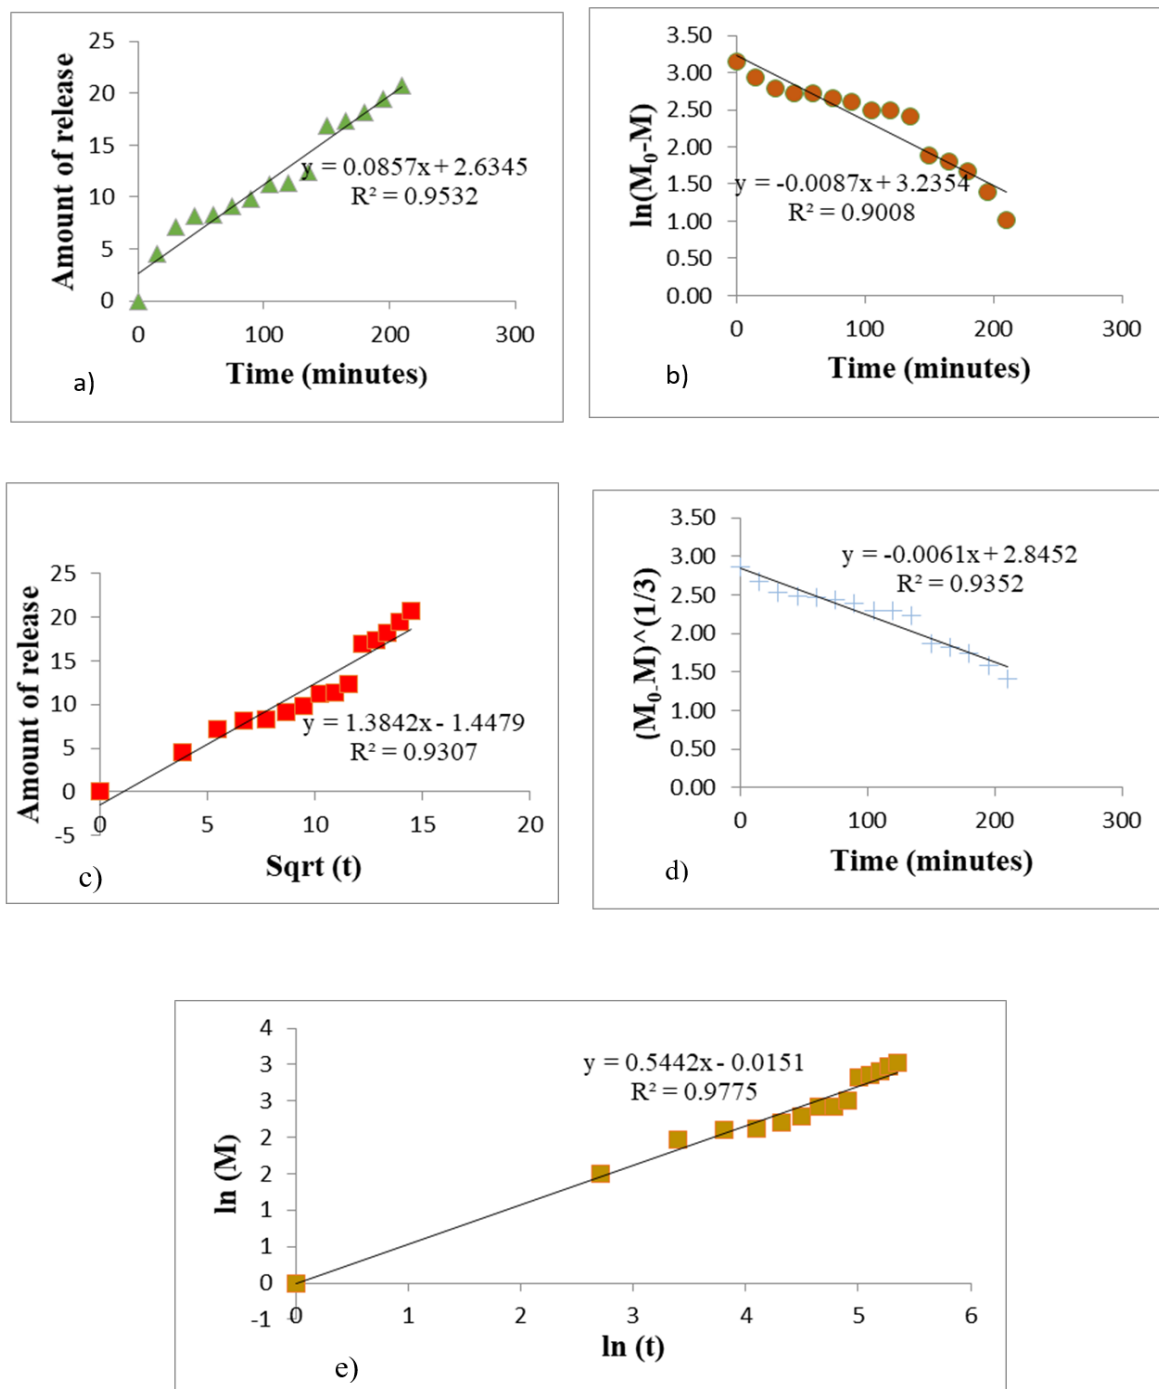 25
20
15
10
5
0
Amount of release
y = 0.0857x + 2.6345
R² = 0.9532
0 100 200 300
Time (minutes)
a)
3.50
3.00
2.50
2.00
1.50
1.00
0.50
0.00
ln(M₀-M)
y = -0.0087x + 3.2354
R² = 0.9008
0 100 200 300
Time (minutes)
b)
25
20
15
10
5
0
-5
Amount of release
y = 1.3842x - 1.4479
R² = 0.9307
0 5 10 15 20
Sqrt (t)
c)
3.50
3.00
2.50
2.00
1.50
1.00
0.50
0.00
(M₀-M)^(1/3)
y = -0.0061x + 2.8452
R² = 0.9352
0 100 200 300
Time (minutes)
d)
4
3
3
2
2
1
1
0
-1
ln (M)
y = 0.5442x - 0.0151
R² = 0.9775
0 1 2 3 4 5 6
ln (t)
e)